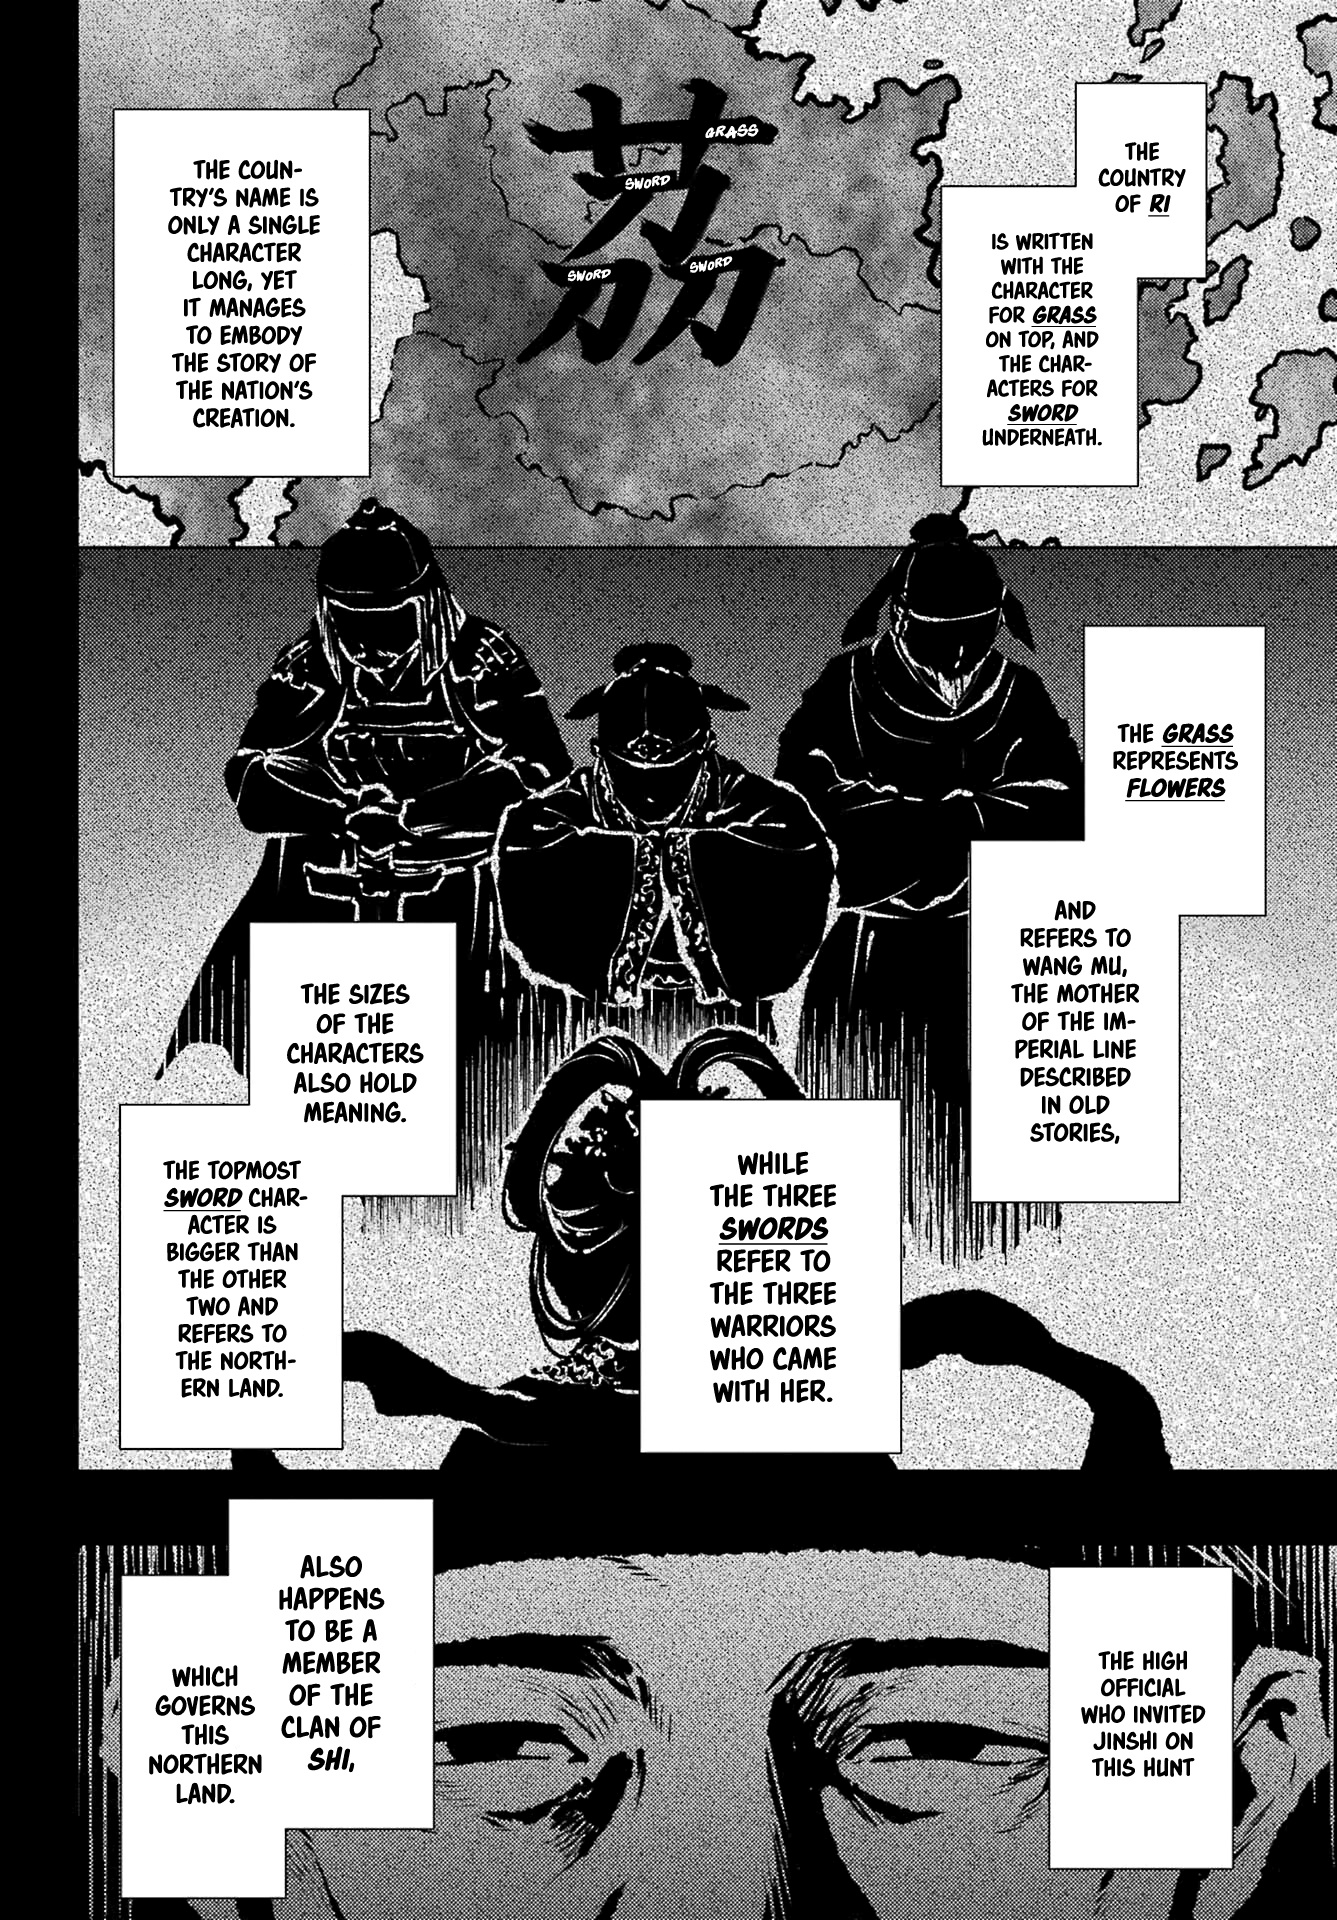 THE
COUNTRY
OF RI
IS WRITTEN
WITH THE
CHARACTER
FOR GRASS
ON TOP, AND
THE CHAR-
ACTERS FOR
SWORD
UNDERNEATH.
茘
GRASS
SWORD
SWORD
SWORD
THE COUN-
TRY'S NAME IS
ONLY A SINGLE
CHARACTER
LONG, YET
IT MANAGES
TO EMBODY
THE STORY OF
THE NATION'S
CREATION.
THE GRASS
REPRESENTS
FLOWERS
AND
REFERS TO
WANG MU,
THE MOTHER
OF THE IM-
PERIAL LINE
DESCRIBED
IN OLD
STORIES,
WHILE
THE THREE
SWORDS
REFER TO
THE THREE
WARRIORS
WHO CAME
WITH HER.
THE SIZES
OF THE
CHARACTERS
ALSO HOLD
MEANING.
THE TOPMOST
SWORD CHAR-
ACTER IS
BIGGER THAN
THE OTHER
TWO AND
REFERS TO
THE NORTH-
ERN LAND.
THE HIGH
OFFICIAL
WHO INVITED
JINSHI ON
THIS HUNT
ALSO
HAPPENS
TO BE A
MEMBER
OF THE
CLAN OF
SHI,
WHICH
GOVERNS
THIS
NORTHERN
LAND.